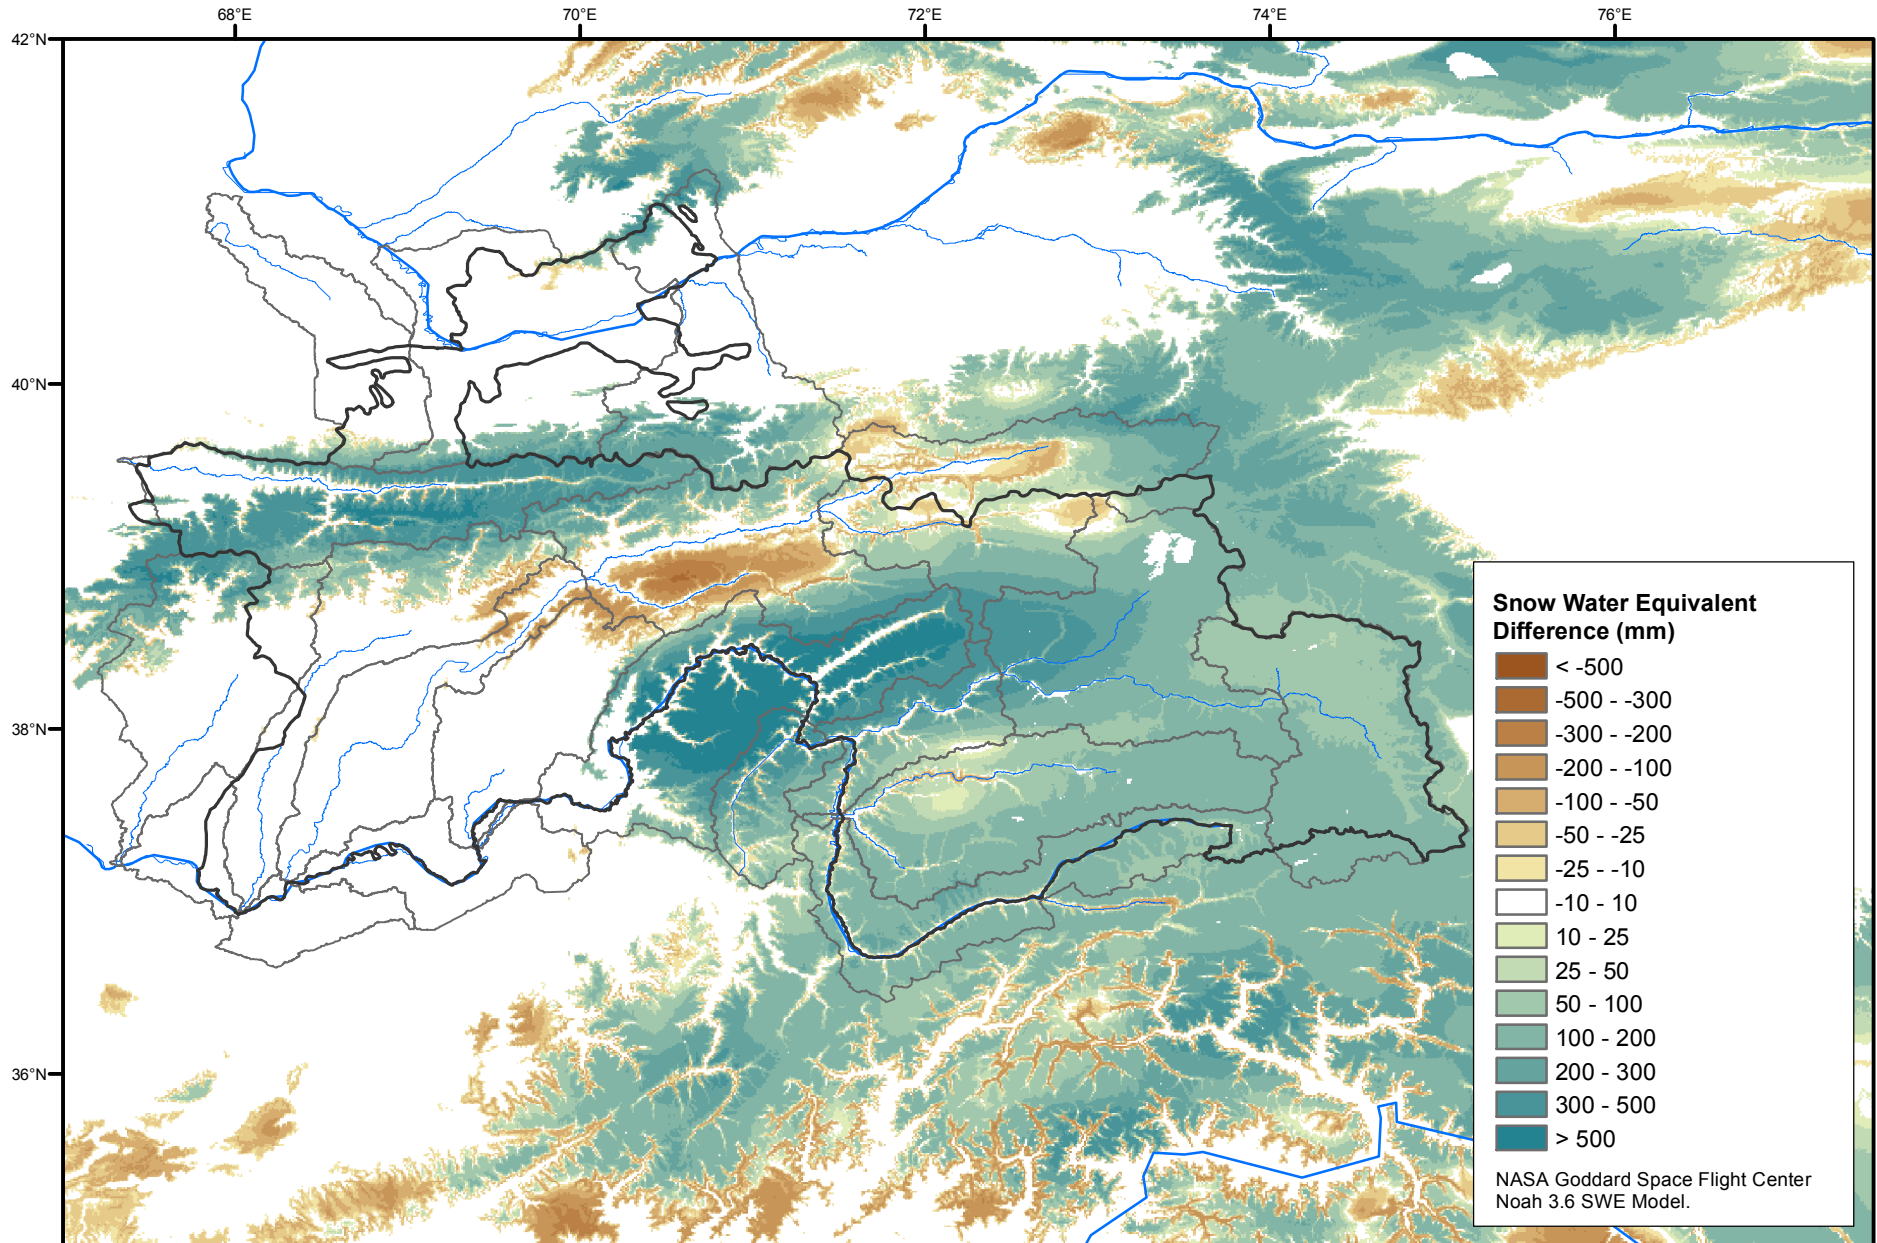 68°E
70°E
72°E
74°E
76°E
42°N
40°N
38°N
36°N
Snow Water Equivalent
Difference (mm)
< -500
-500 - -300
-300 - -200
-200 - -100
-100 - -50
-50 - -25
-25 - -10
-10 - 10
10 - 25
25 - 50
50 - 100
100 - 200
200 - 300
300 - 500
> 500
NASA Goddard Space Flight Center
Noah 3.6 SWE Model.